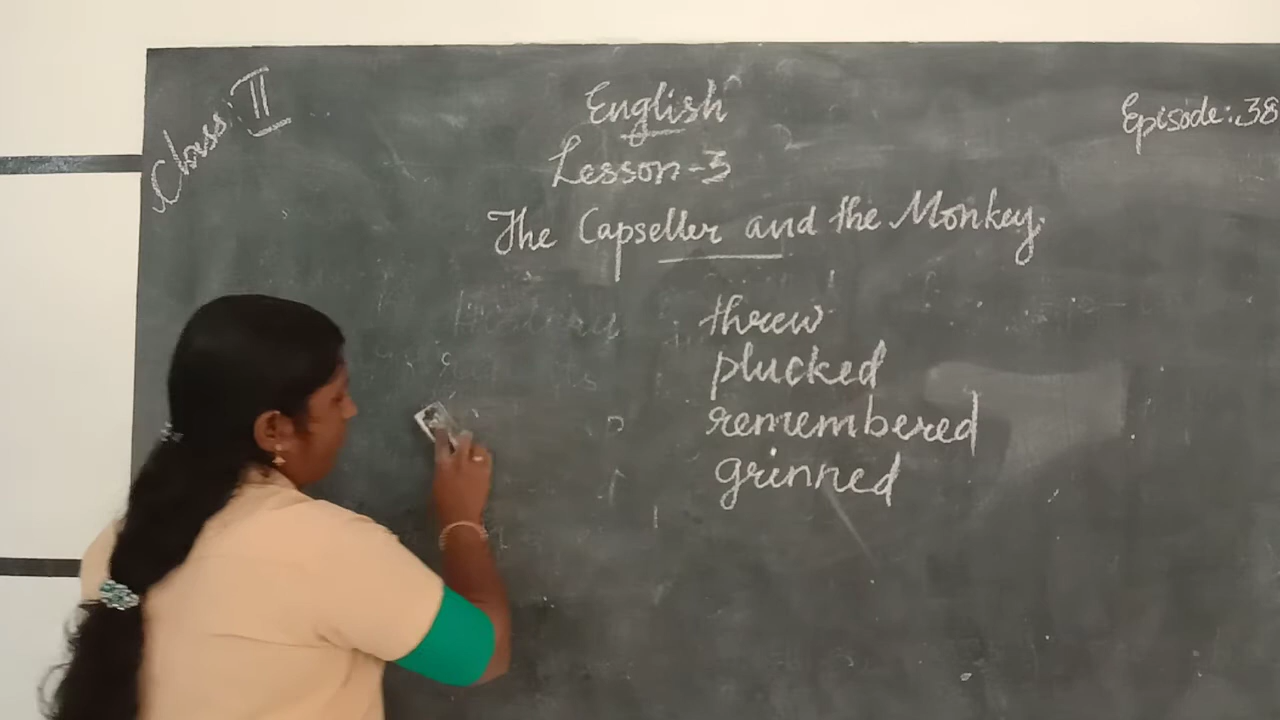 Class: II
English
Episode: 38
Lesson-3
The Capseller and the Monkey.
threw
plucked
remembered
grinned